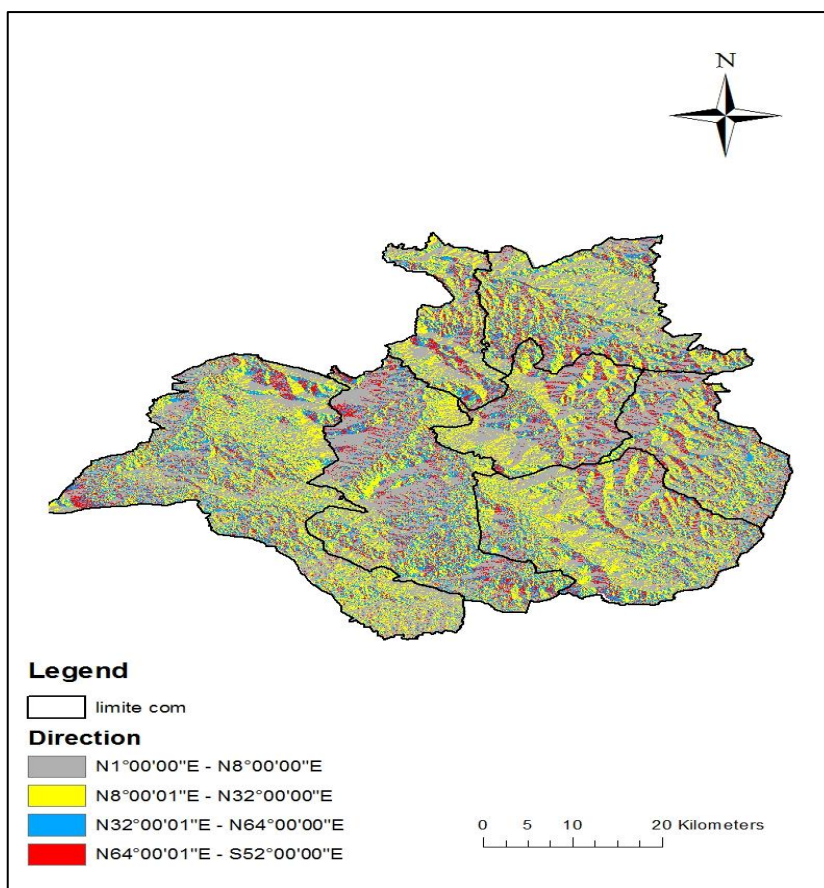 N
Legend
limite com
Direction
N1°00'00"E - N8°00'00"E
N8°00'01"E - N32°00'00"E
N32°00'01"E - N64°00'00"E
N64°00'01"E - S52°00'00"E
0 5 10 20 Kilometers